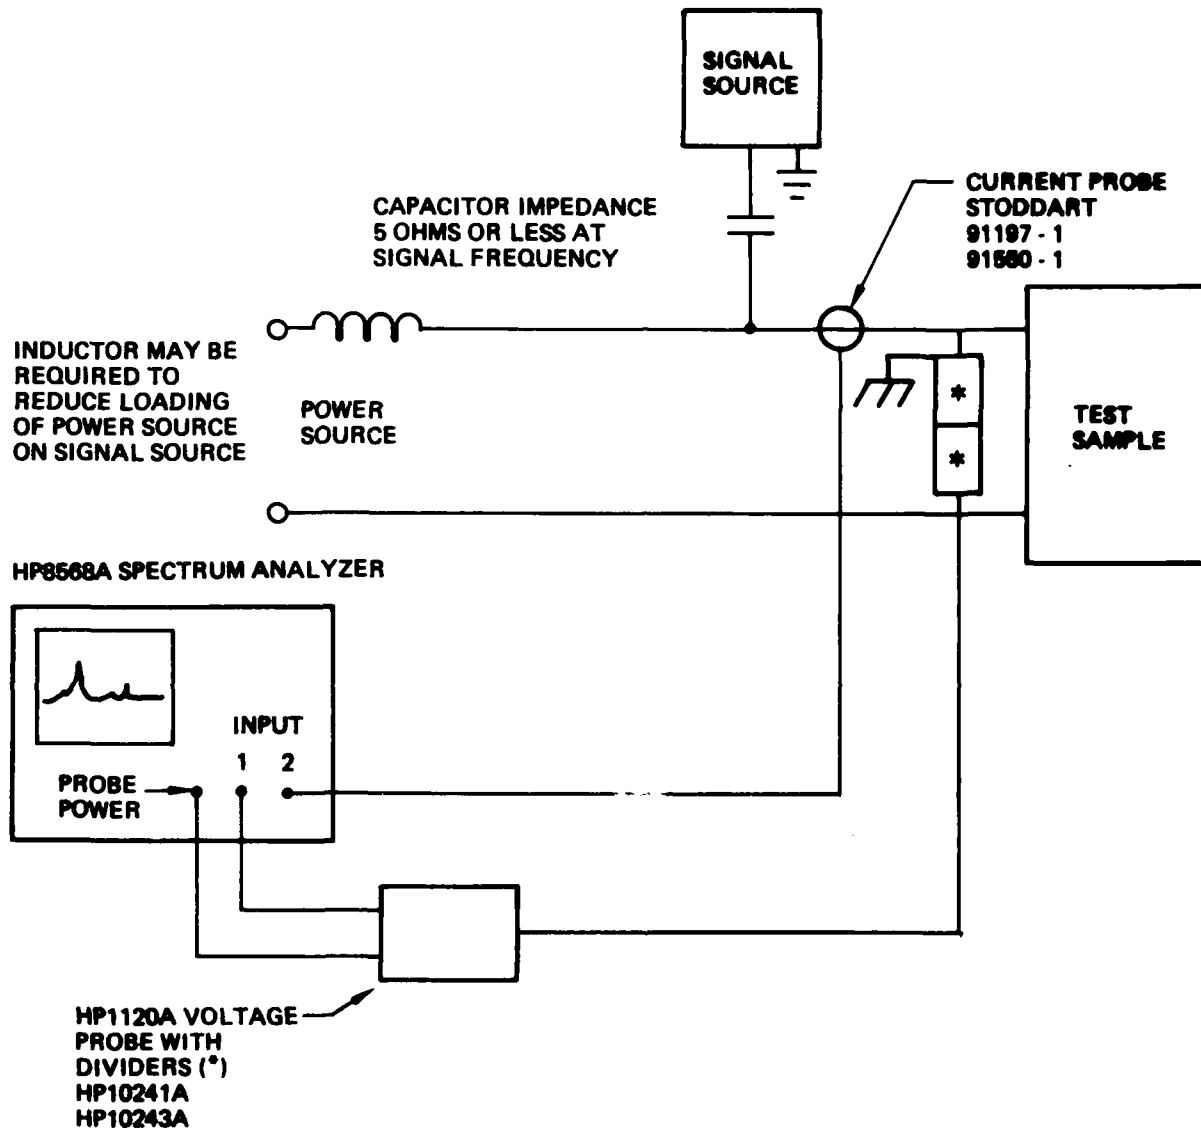 SIGNAL
SOURCE
CAPACITOR IMPEDANCE
5 OHMS OR LESS AT
SIGNAL FREQUENCY
CURRENT PROBE
STODDART
91197 - 1
91550 - 1
INDUCTOR MAY BE
REQUIRED TO
REDUCE LOADING
OF POWER SOURCE
ON SIGNAL SOURCE
POWER
SOURCE
*
*
TEST
SAMPLE
HP8568A SPECTRUM ANALYZER
INPUT
1 2
PROBE
POWER
HP1120A VOLTAGE
PROBE WITH
DIVIDERS (*)
HP10241A
HP10243A